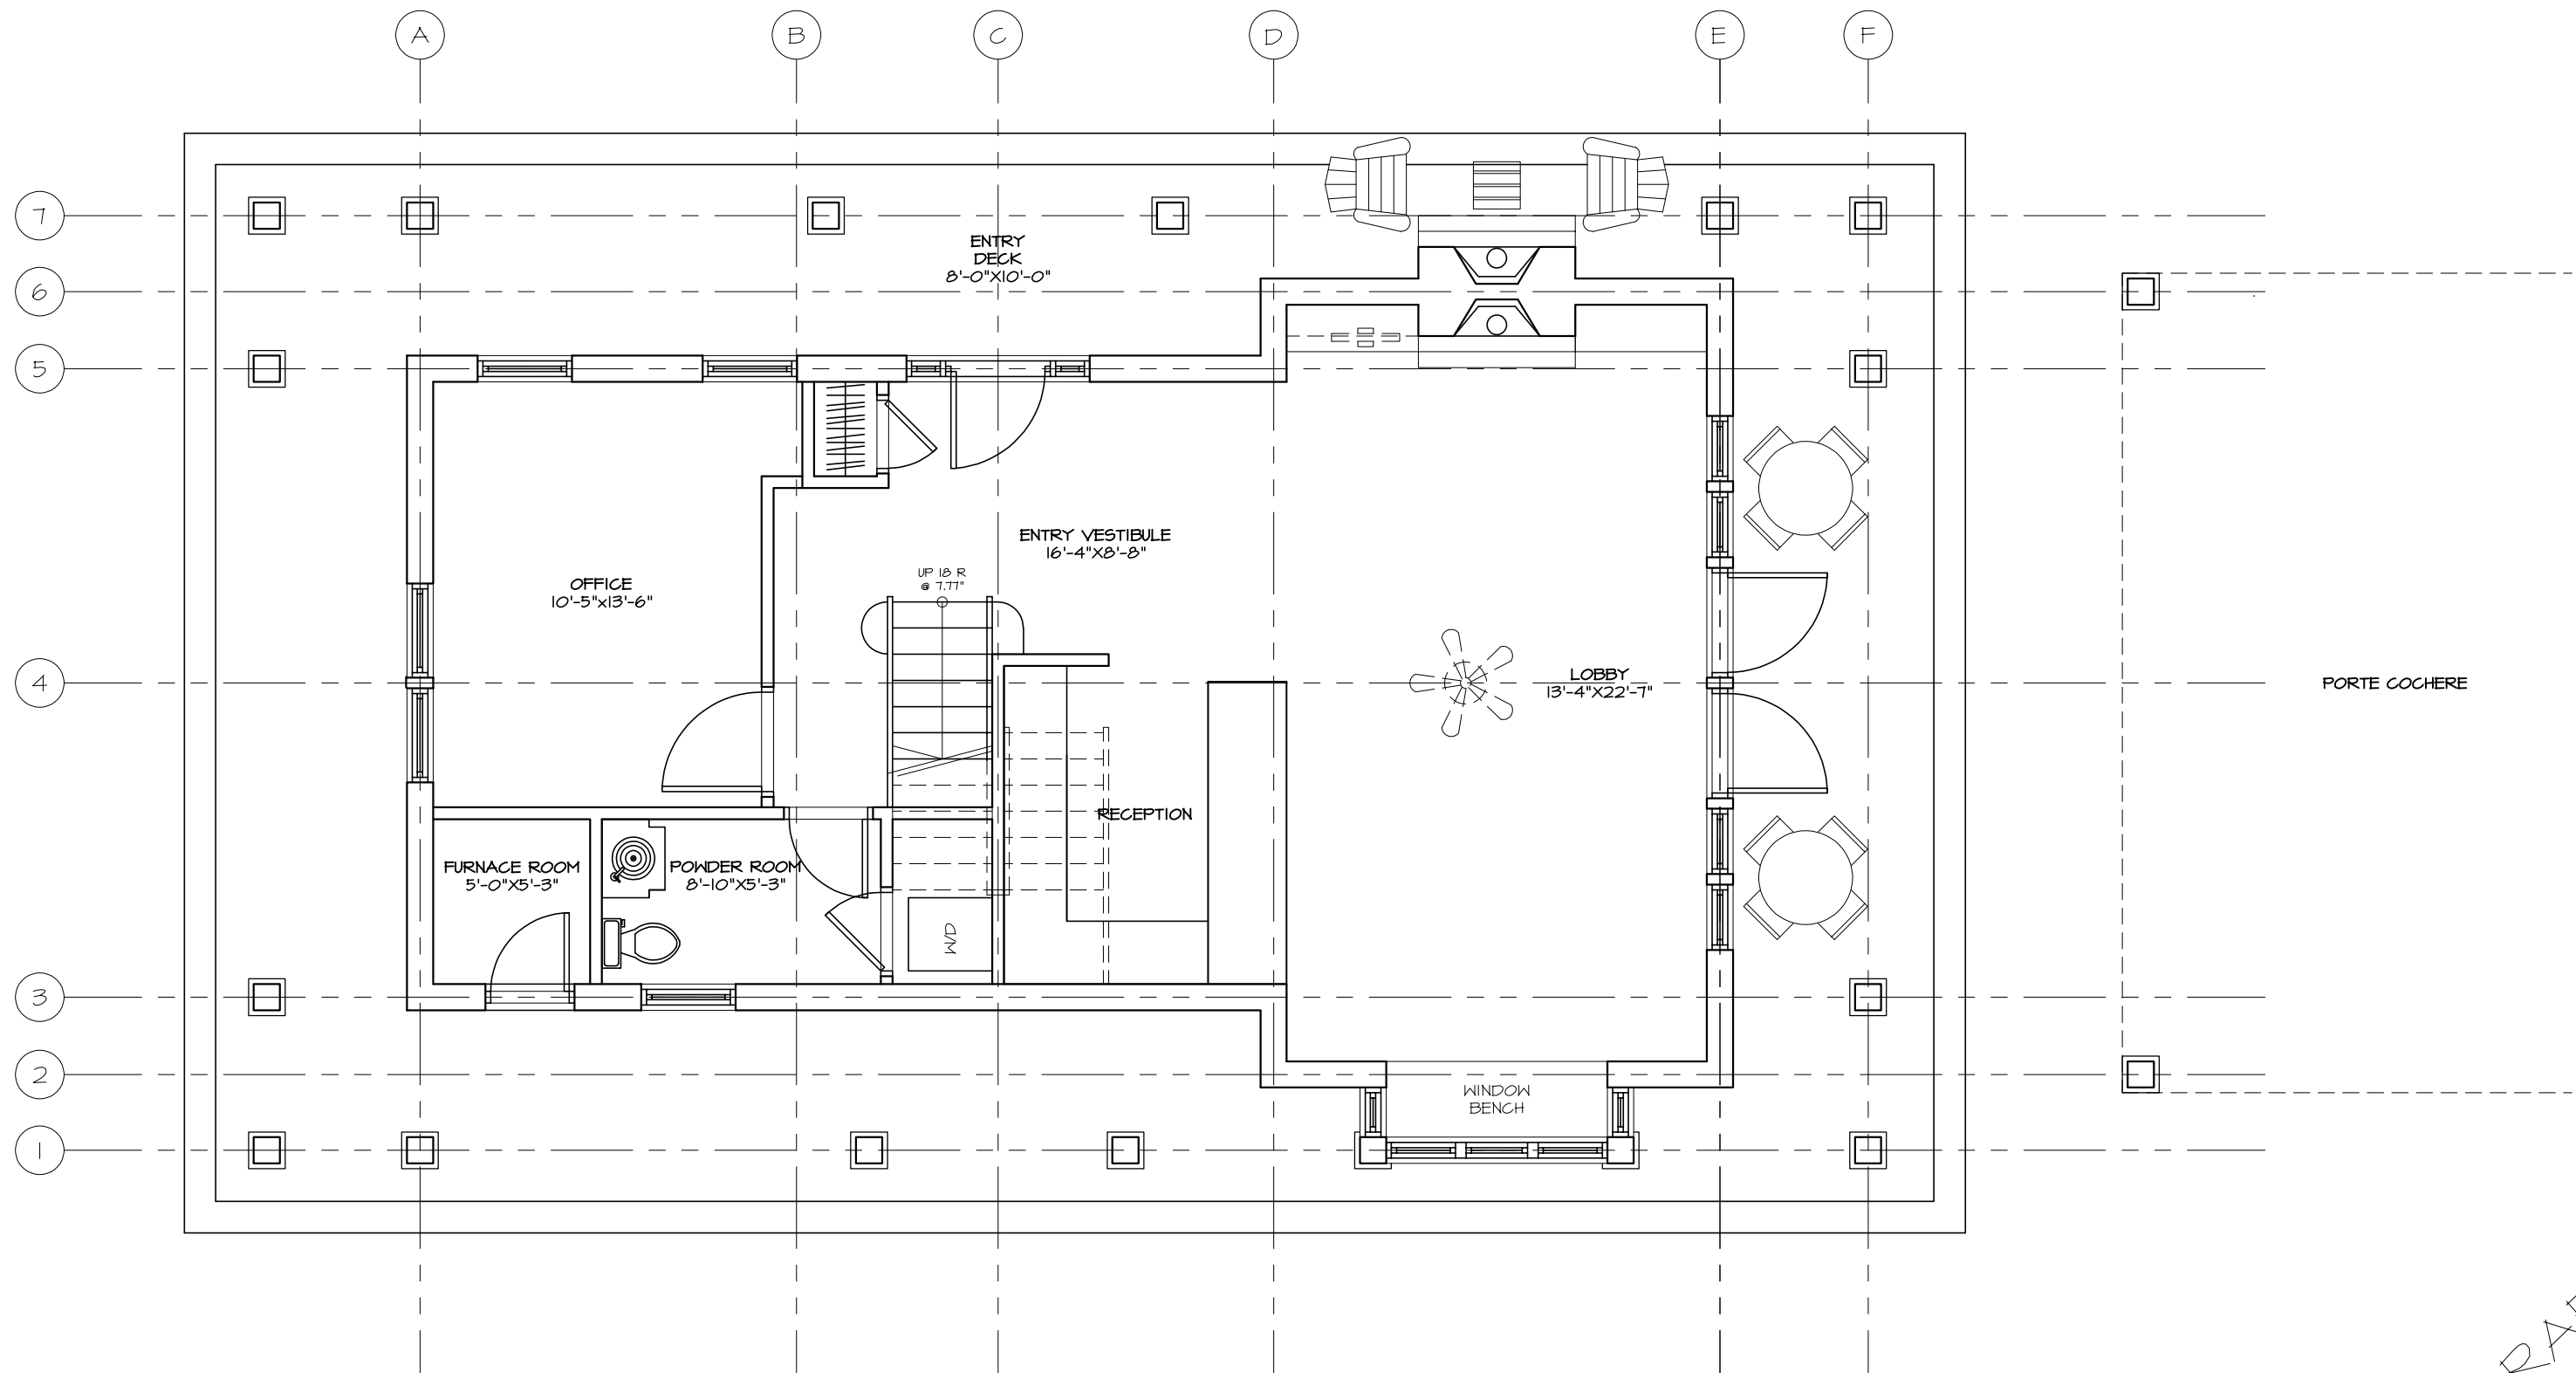 A
B
C
D
E
F
7
6
5
4
3
2
1
ENTRY
DECK
8'-0"X10'-0"
ENTRY VESTIBULE
16'-4"X8'-8"
UP 18 R
@ 7.77"
OFFICE
10'-5"x13'-6"
LOBBY
13'-4"X22'-7"
PORTE COCHERE
RECEPTION
FURNACE ROOM
5'-0"X5'-3"
POWDER ROOM
8'-10"X5'-3"
W/D
WINDOW
BENCH